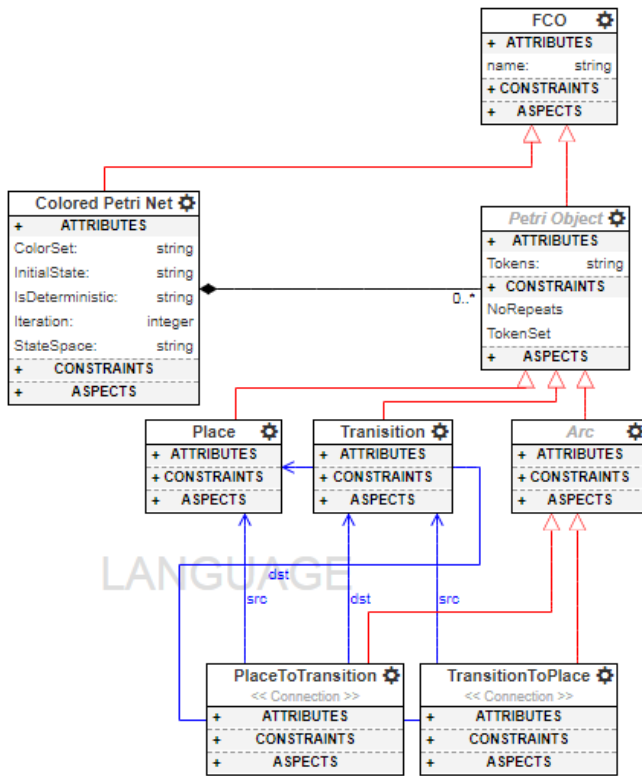 FCO
+ ATTRIBUTES
name: string
+ CONSTRAINTS
+ ASPECTS
Colored Petri Net
+ ATTRIBUTES
ColorSet: string
InitialState: string
IsDeterministic: string
Iteration: integer
StateSpace: string
+ CONSTRAINTS
+ ASPECTS
0..*
Petri Object
+ ATTRIBUTES
Tokens: string
+ CONSTRAINTS
NoRepeats
TokenSet
+ ASPECTS
Place
+ ATTRIBUTES
+ CONSTRAINTS
+ ASPECTS
Tranisition
+ ATTRIBUTES
+ CONSTRAINTS
+ ASPECTS
Arc
+ ATTRIBUTES
+ CONSTRAINTS
+ ASPECTS
LANGUAGE
dst
src
dst
src
PlaceToTransition
<< Connection >>
+ ATTRIBUTES
+ CONSTRAINTS
+ ASPECTS
TransitionToPlace
<< Connection >>
+ ATTRIBUTES
+ CONSTRAINTS
+ ASPECTS